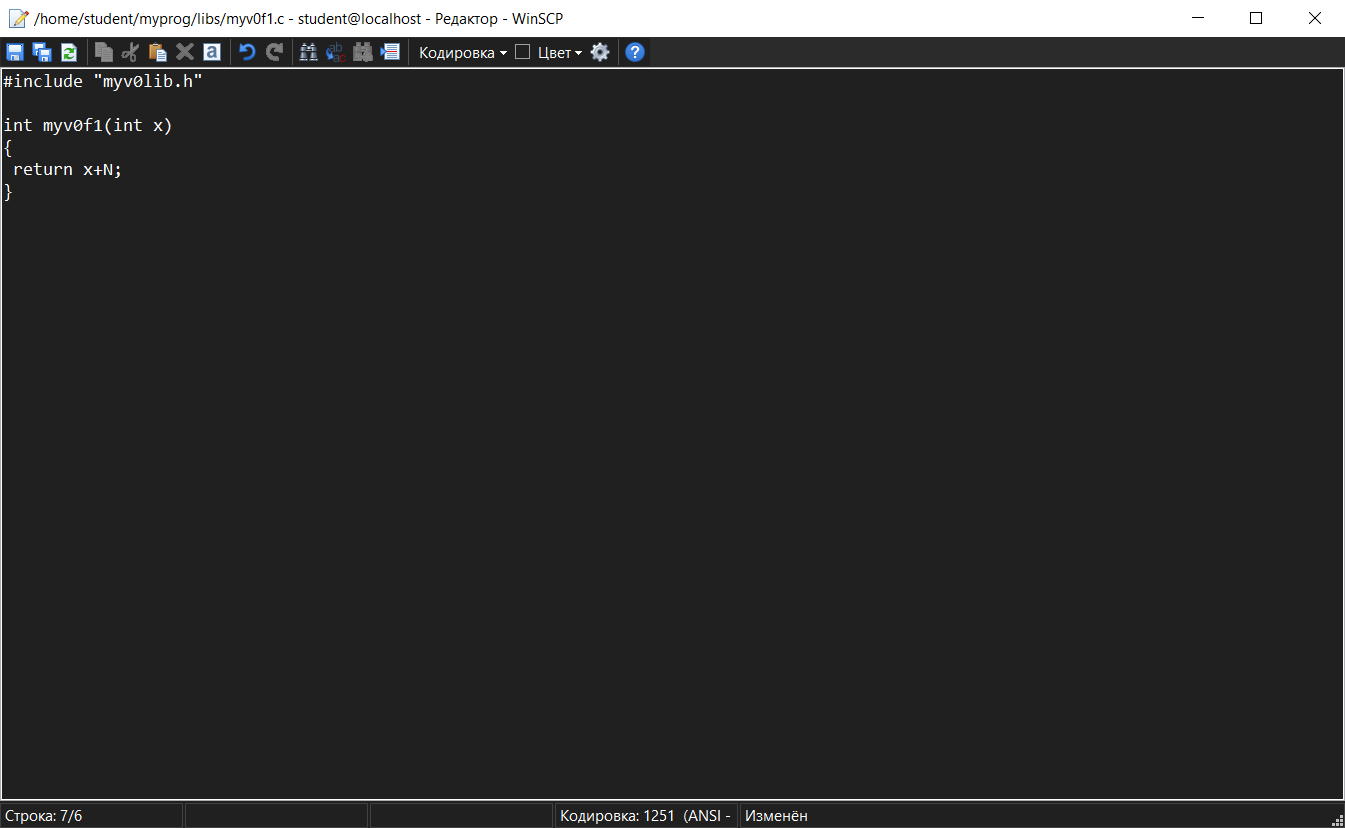 /home/student/myprog/libs/myv0f1.c - student@localhost - Редактор - WinSCP
Кодировка Цвет
#include "myv0lib.h"
int myv0f1(int x)
{
return x+N;
}
Строка: 7/6 Кодировка: 1251 (ANSI - Изменён